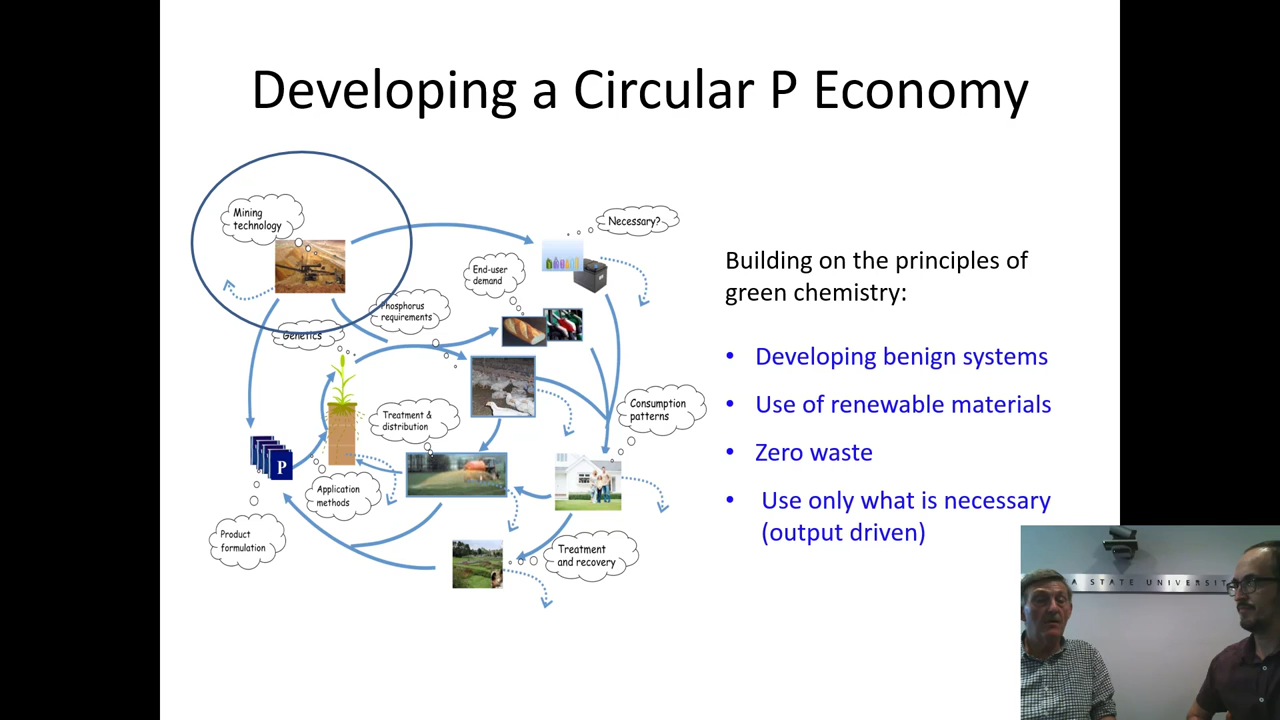 Developing a Circular P Economy
Mining
technology
Necessary?
End-user
demand
Phosphorus
requirements
Genetics
Treatment &
distribution
Consumption
patterns
P
Application
methods
Product
formulation
Treatment
and recovery
Building on the principles of
green chemistry:
• Developing benign systems
• Use of renewable materials
• Zero waste
• Use only what is necessary
(output driven)
A STATE UNIVERSIT